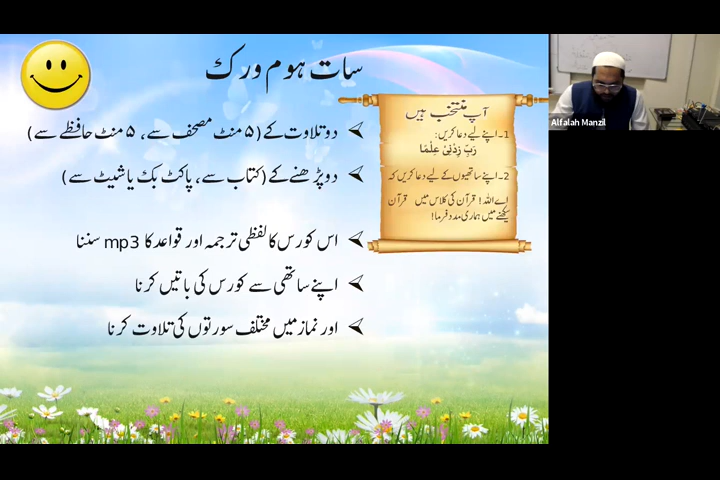 سات ہوم ورک
دو تلاوت کے (۵ منٹ مصحف سے، ۵ منٹ حافظے سے)
دو پڑھنے کے (کتاب سے، پاکٹ بک یا شیٹ سے)
اس کورس کا لفظی ترجمہ اور قواعد کا mp3 سننا
اپنے ساتھی سے کورس کی باتیں کرنا
اور نماز میں مختلف سورتوں کی تلاوت کرنا
آپ منتخب ہیں
1۔اپنے لیے دعا کریں:
رَبِّ زِدْنِیْ عِلْمًا
2۔اپنے ساتھیوں کے لیے دعا کریں کہ
اے اللہ! قرآن کی کلاس میں قرآن
سیکھنے میں ہماری مدد فرما!
Alfalah Manzil